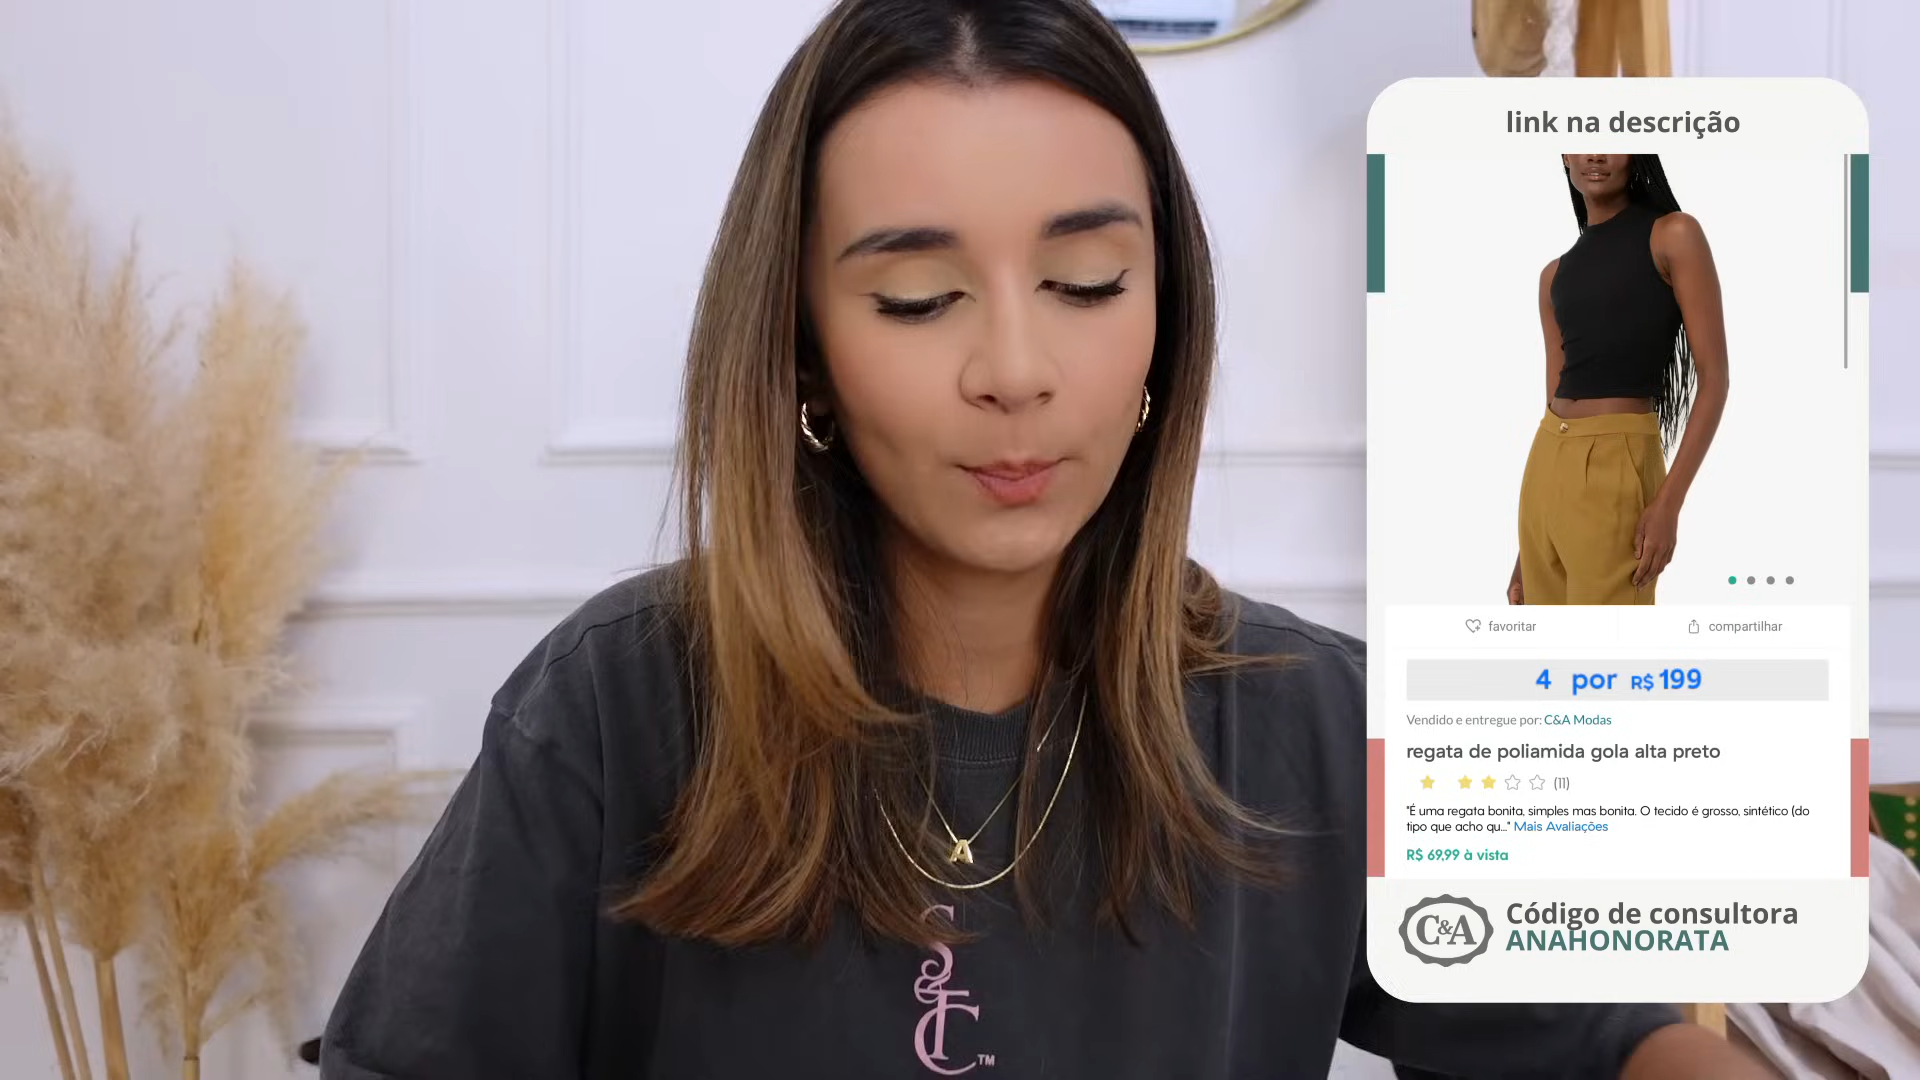 link na descrição
favoritar
compartilhar
4 por R$ 199
Vendido e entregue por: C&A Modas
regata de poliamida gola alta preto
(11)
"É uma regata bonita, simples mas bonita. O tecido é grosso, sintético (do
tipo que acho qu..." Mais Avaliações
R$ 69,99 à vista
C&A
Código de consultora
ANAHONORATA
A
S&FC™